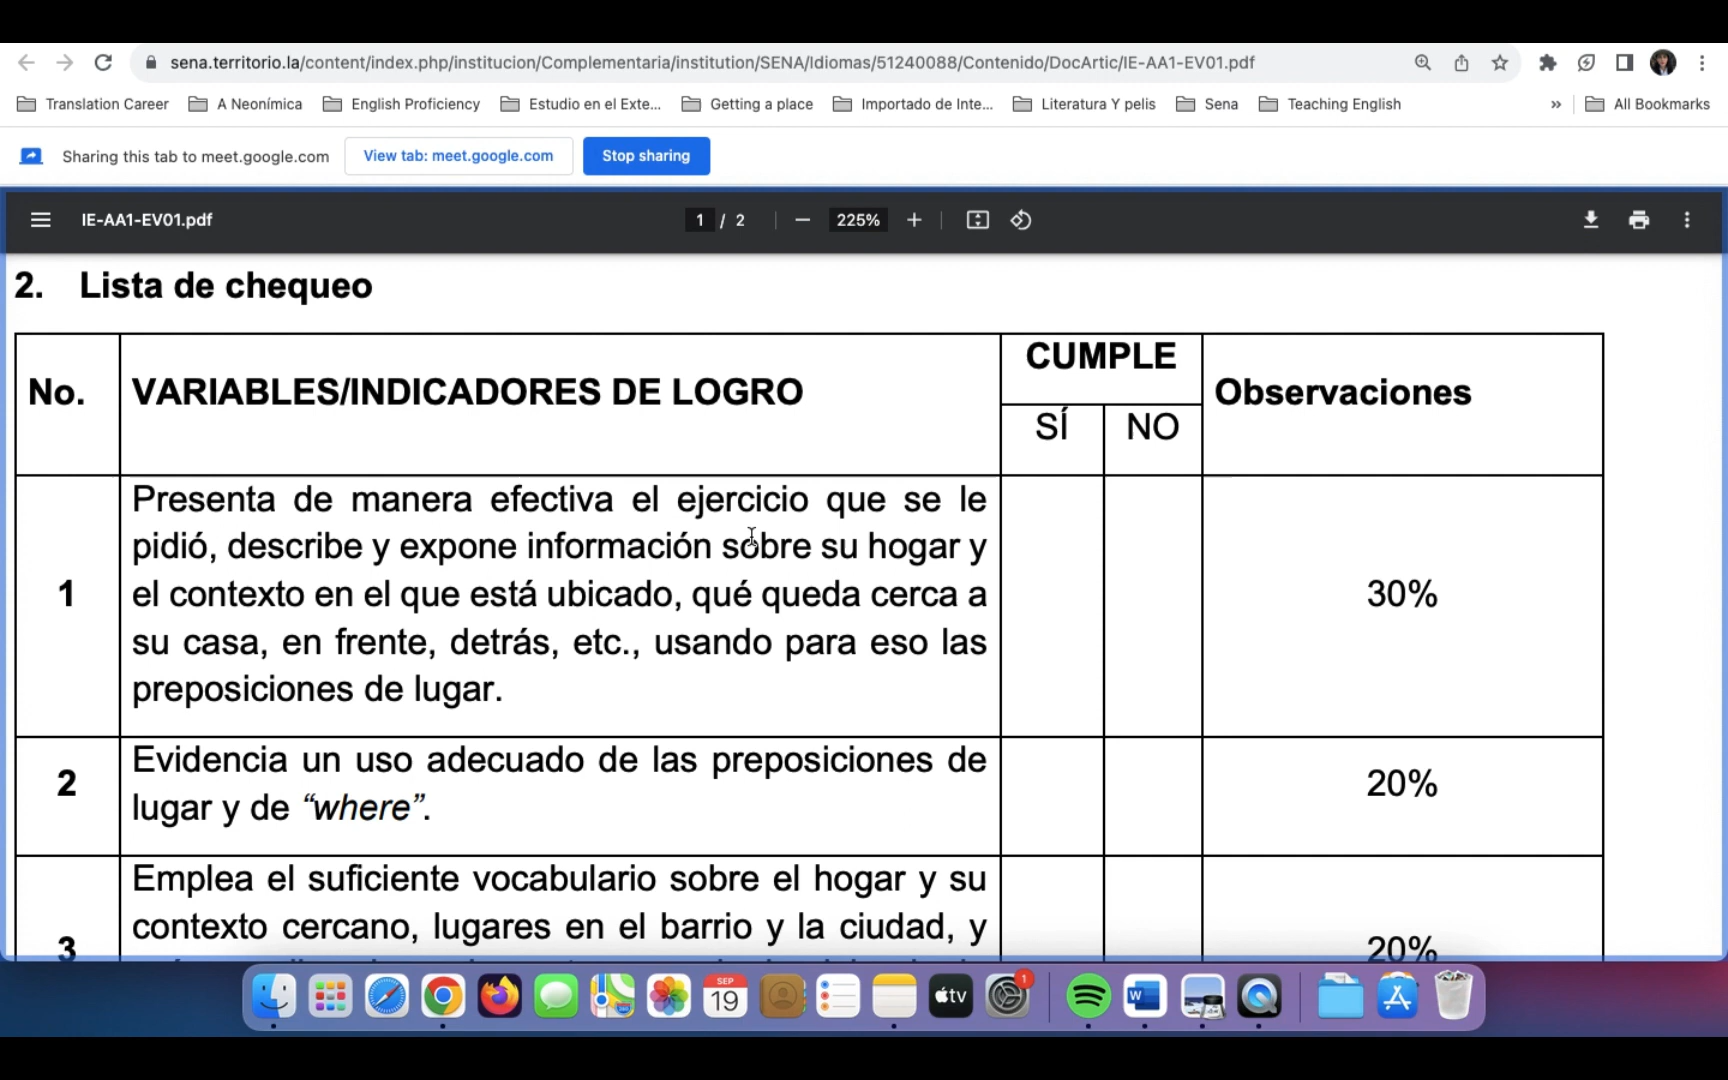 sena.territorio.la/content/index.php/institucion/Complementaria/institution/SENA/Idiomas/51240088/Contenido/DocArtic/IE-AA1-EV01.pdf
Translation Career A Neonímica English Proficiency Estudio en el Exte... Getting a place Importado de Inte... Literatura Y pelis Sena Teaching English » All Bookmarks
Sharing this tab to meet.google.com View tab: meet.google.com Stop sharing
IE-AA1-EV01.pdf 1 / 2 225%
2. Lista de chequeo
No. VARIABLES/INDICADORES DE LOGRO CUMPLE Observaciones
SÍ NO
Presenta de manera efectiva el ejercicio que se le
pidió, describe y expone información sobre su hogar y
1 el contexto en el que está ubicado, qué queda cerca a 30%
su casa, en frente, detrás, etc., usando para eso las
preposiciones de lugar.
2 Evidencia un uso adecuado de las preposiciones de 20%
lugar y de “where”.
Emplea el suficiente vocabulario sobre el hogar y su
contexto cercano, lugares en el barrio y la ciudad, y
3 20%
SEP
19
tv
1
W